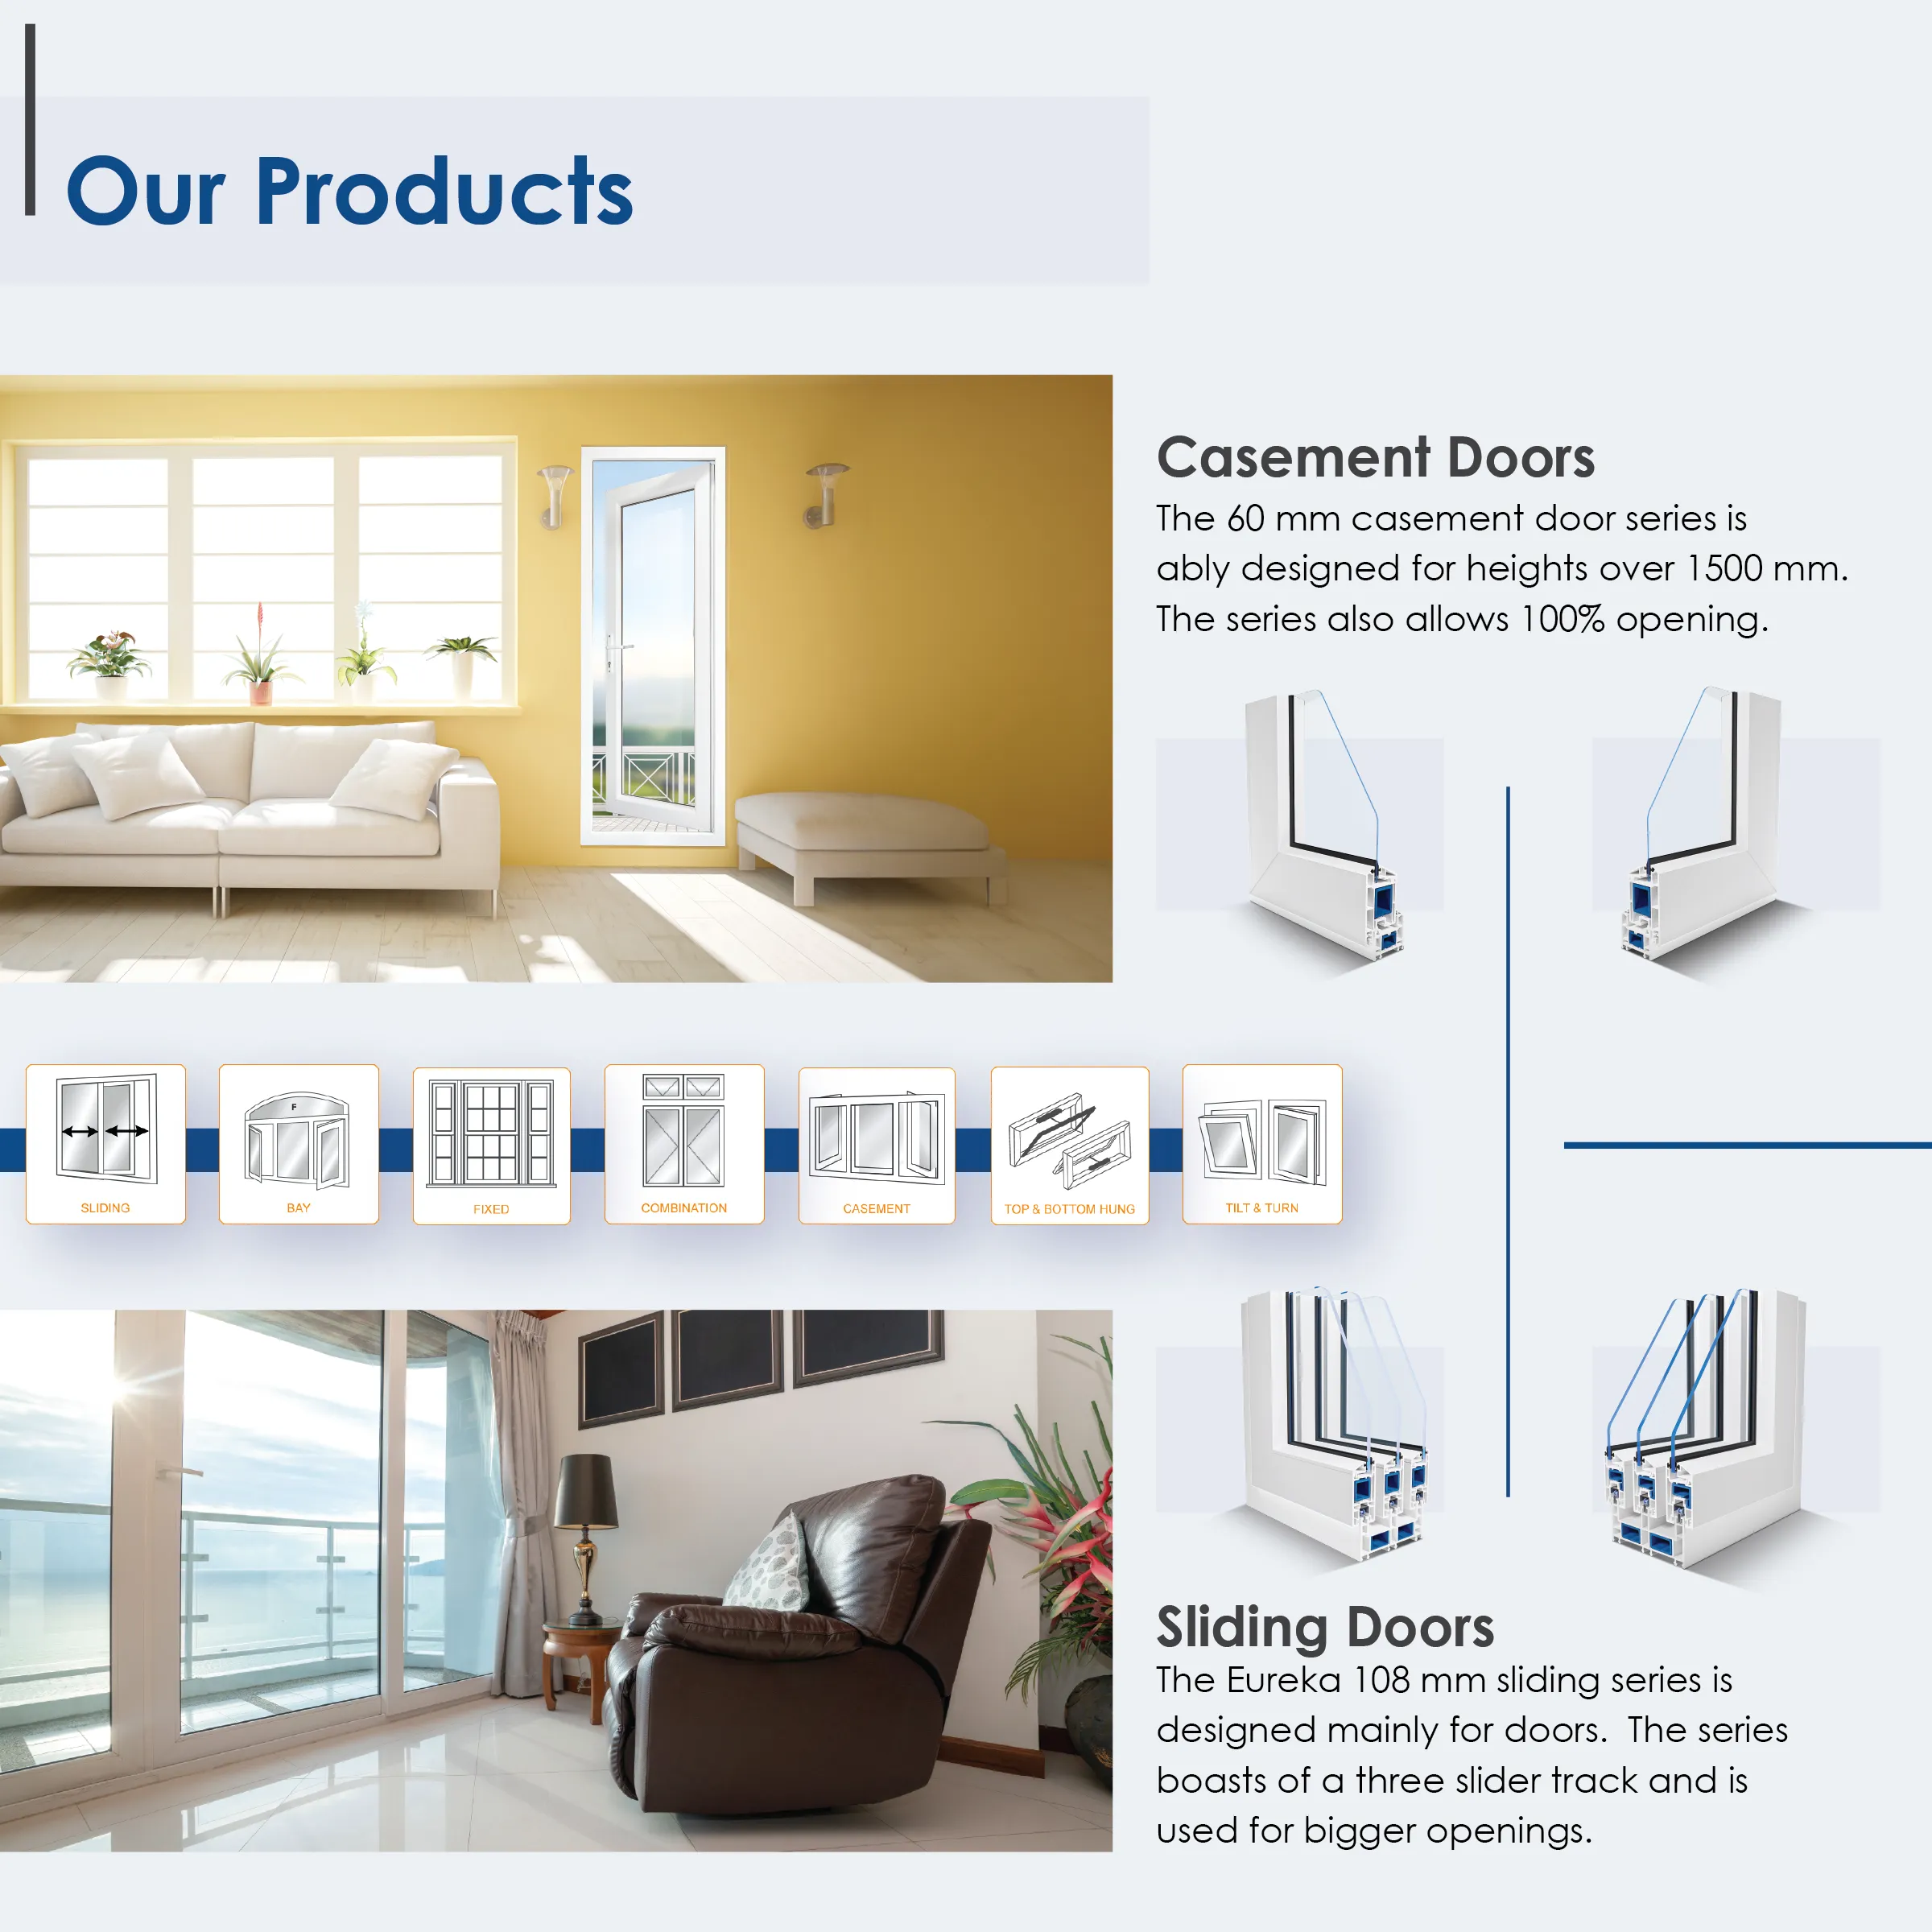 Our Products
Casement Doors
The 60 mm casement door series is
ably designed for heights over 1500 mm.
The series also allows 100% opening.
F
SLIDING
BAY
FIXED
COMBINATION
CASEMENT
TOP & BOTTOM HUNG
TILT & TURN
Sliding Doors
The Eureka 108 mm sliding series is
designed mainly for doors.  The series
boasts of a three slider track and is
used for bigger openings.